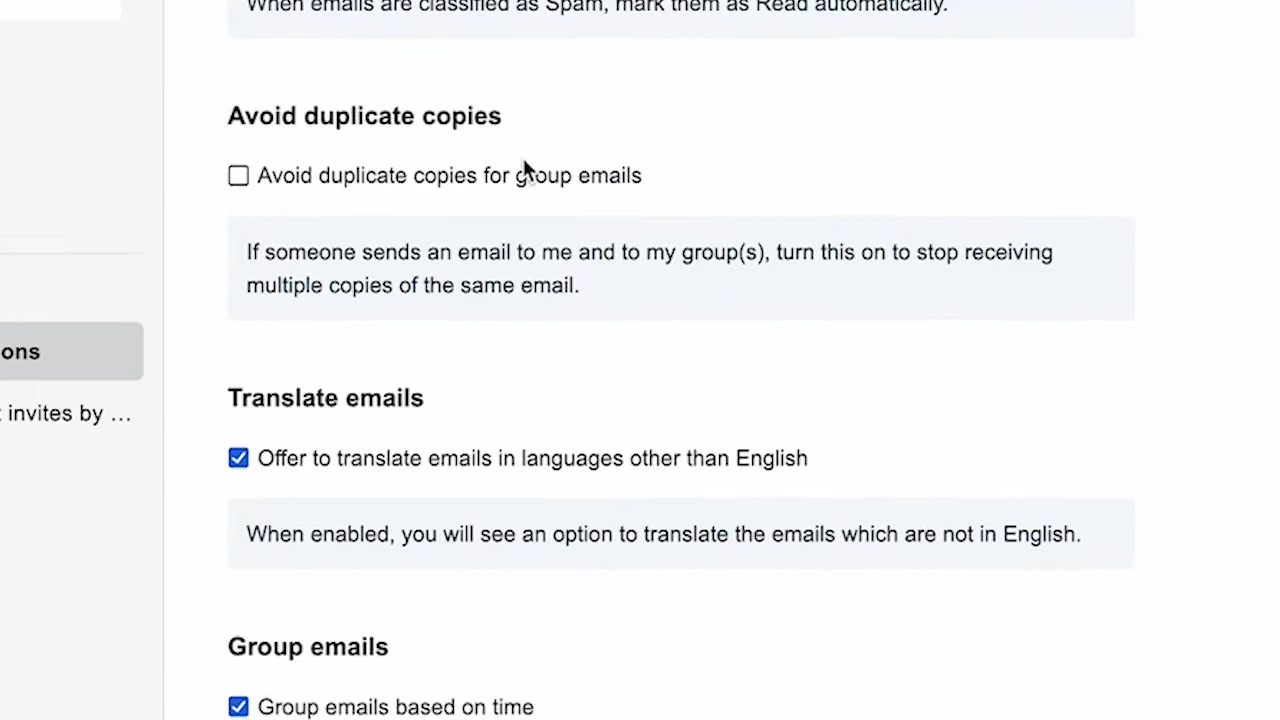 When emails are classified as Spam, mark them as Read automatically.
Avoid duplicate copies
Avoid duplicate copies for group emails
If someone sends an email to me and to my group(s), turn this on to stop receiving
multiple copies of the same email.
ons
invites by ...
Translate emails
Offer to translate emails in languages other than English
When enabled, you will see an option to translate the emails which are not in English.
Group emails
Group emails based on time